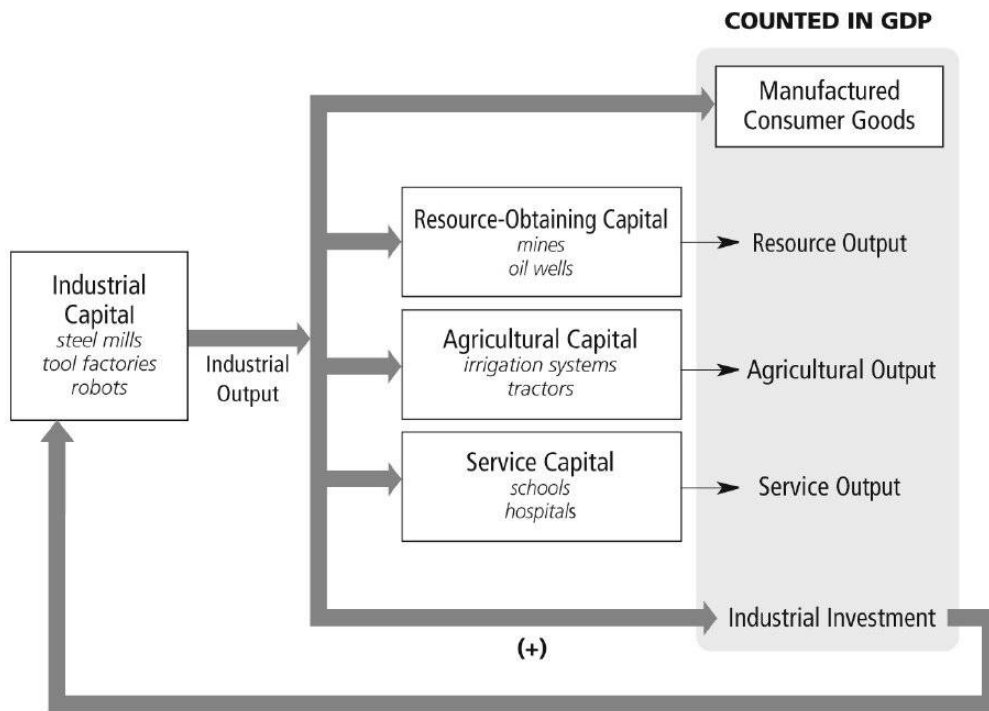 COUNTED IN GDP
Manufactured
Consumer Goods
Resource-Obtaining Capital
mines
oil wells
Resource Output
Industrial
Capital
steel mills
tool factories
robots
Industrial
Output
Agricultural Capital
irrigation systems
tractors
Agricultural Output
Service Capital
schools
hospitals
Service Output
Industrial Investment
(+)